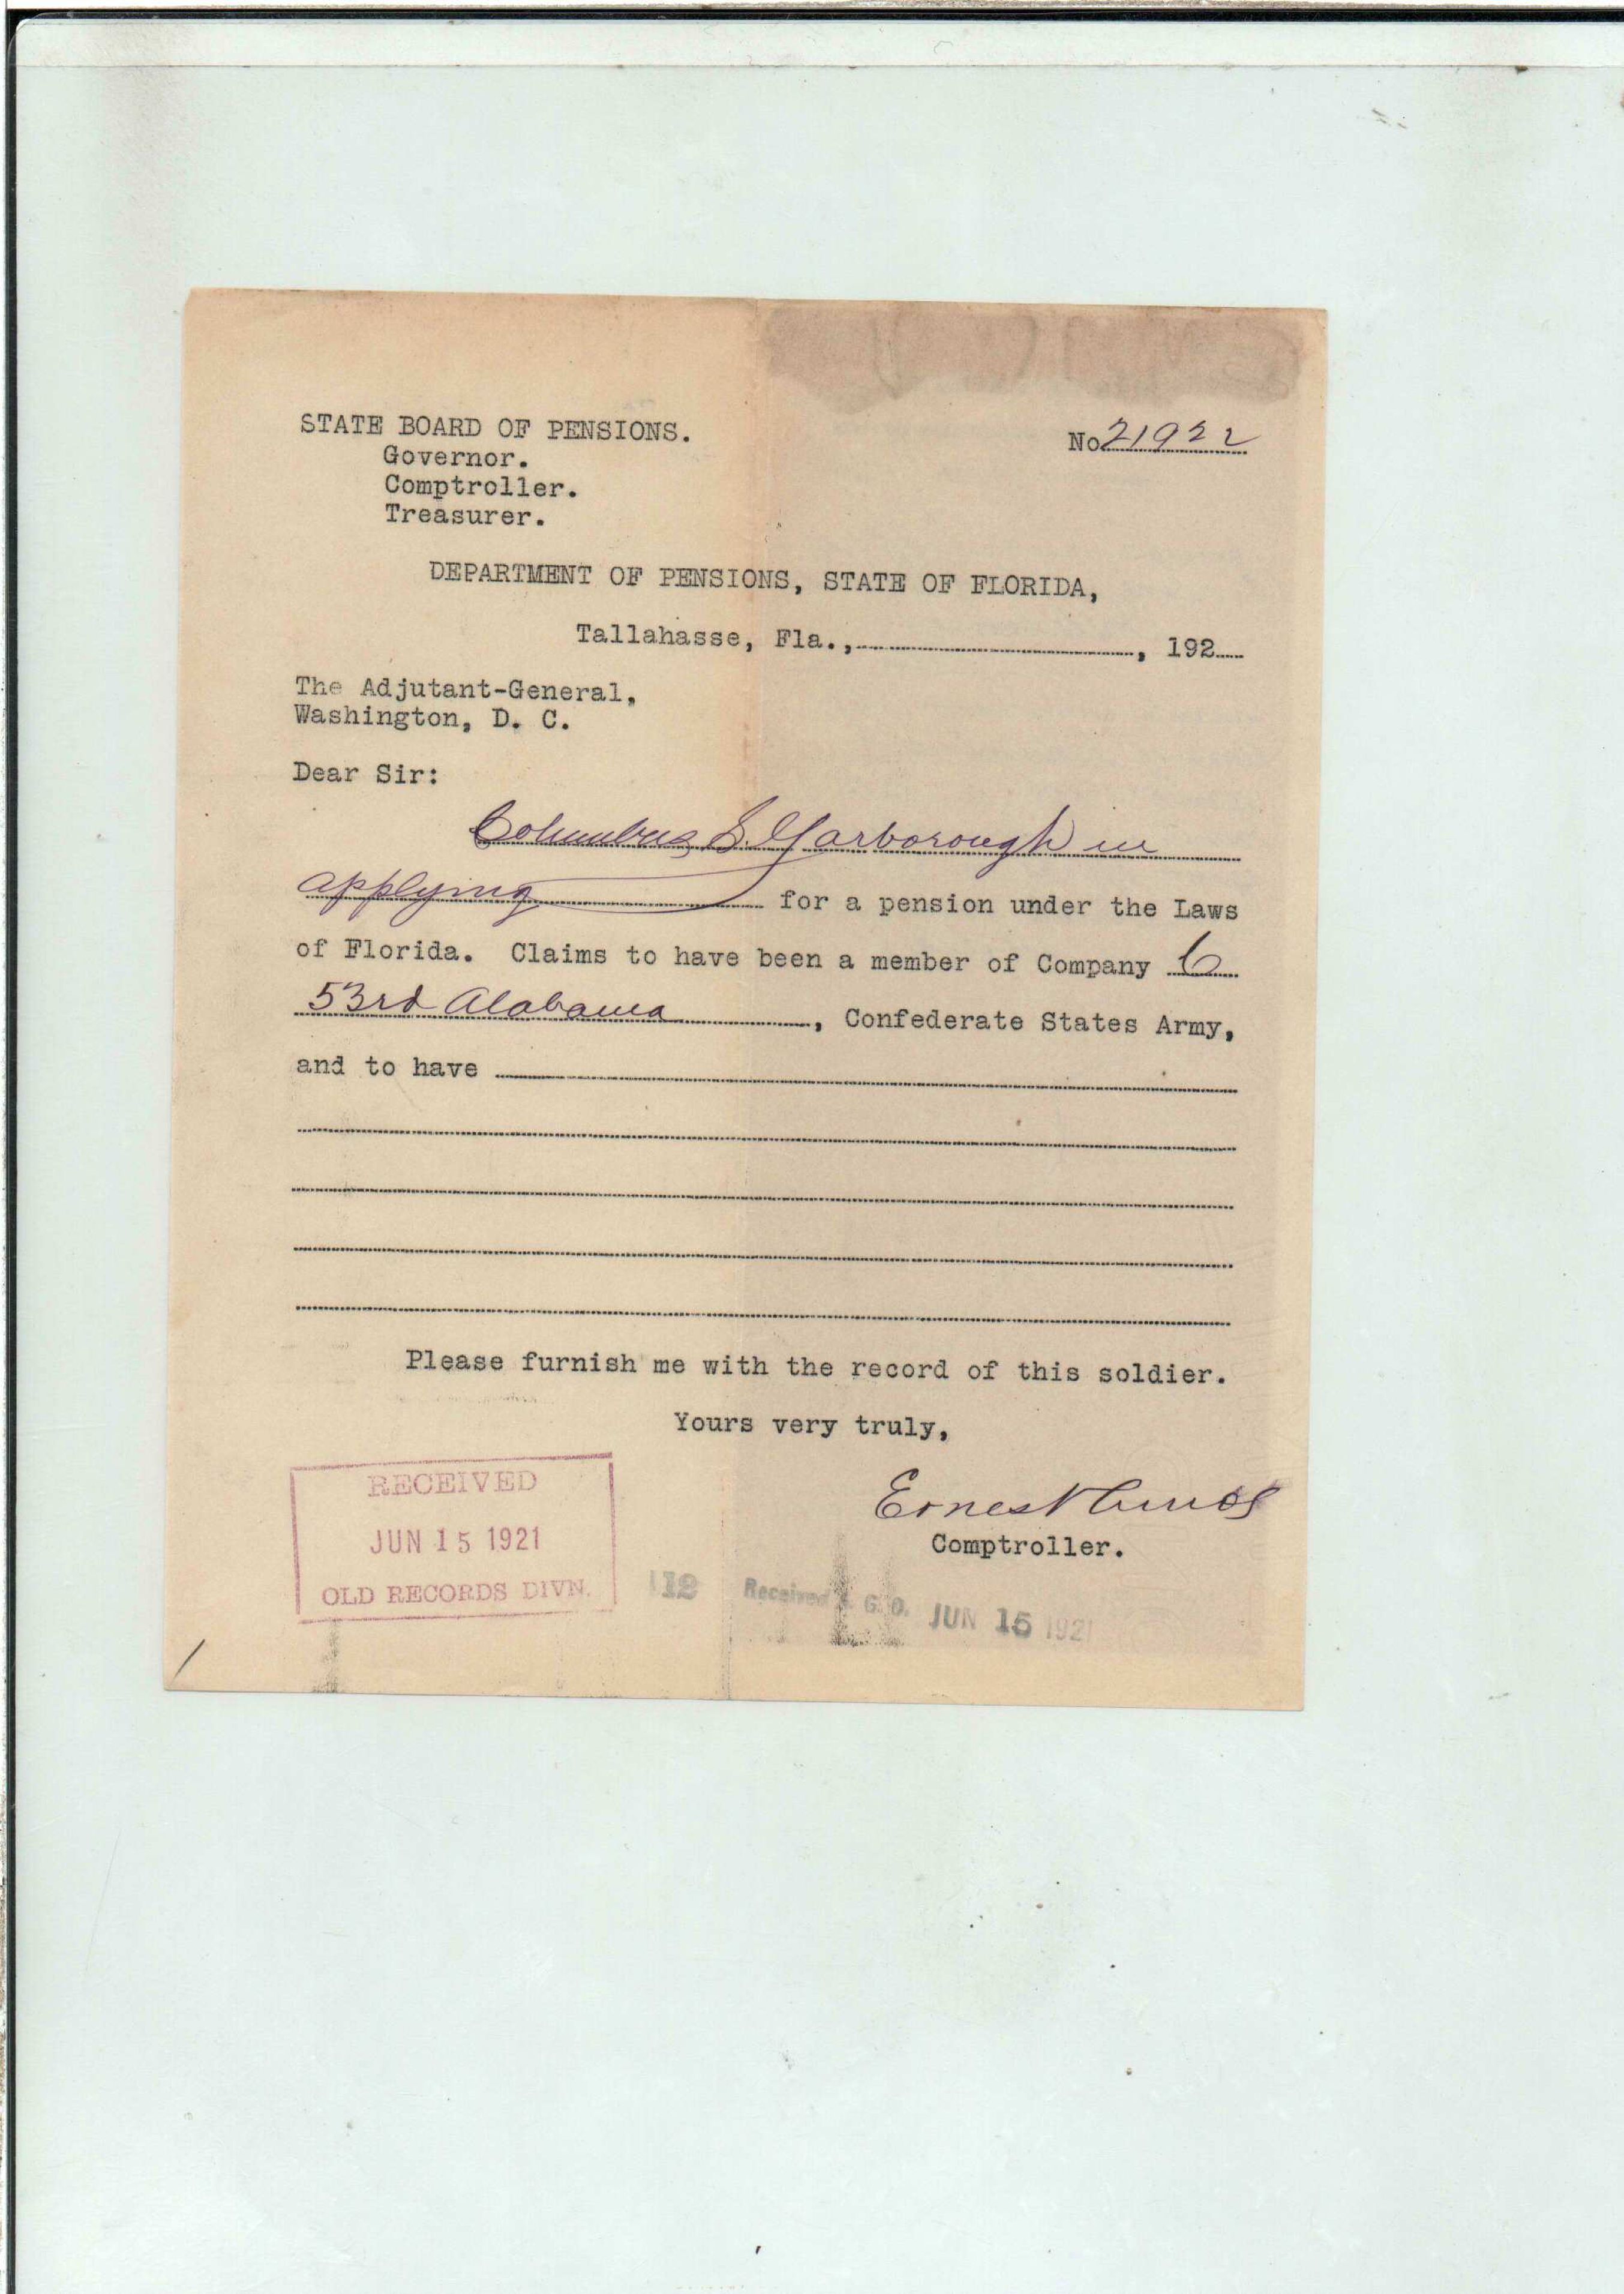 STATE BOARD OF PENSIONS.
No. 21922
Governor.
Comptroller.
Treasurer.
DEPARTMENT OF PENSIONS, STATE OF FLORIDA,
Tallahasse, Fla., , 192
The Adjutant-General,
Washington, D. C.
Dear Sir:
Columbus S. Yarborough in
applying for a pension under the Laws
of Florida. Claims to have been a member of Company C
53rd Alabama, Confederate States Army,
and to have
Please furnish me with the record of this soldier.
Yours very truly,
Ernest Amos
Comptroller.
RECEIVED
JUN 15 1921
OLD RECORDS DIVN.
112 Received A. G. O. JUN 15 1921